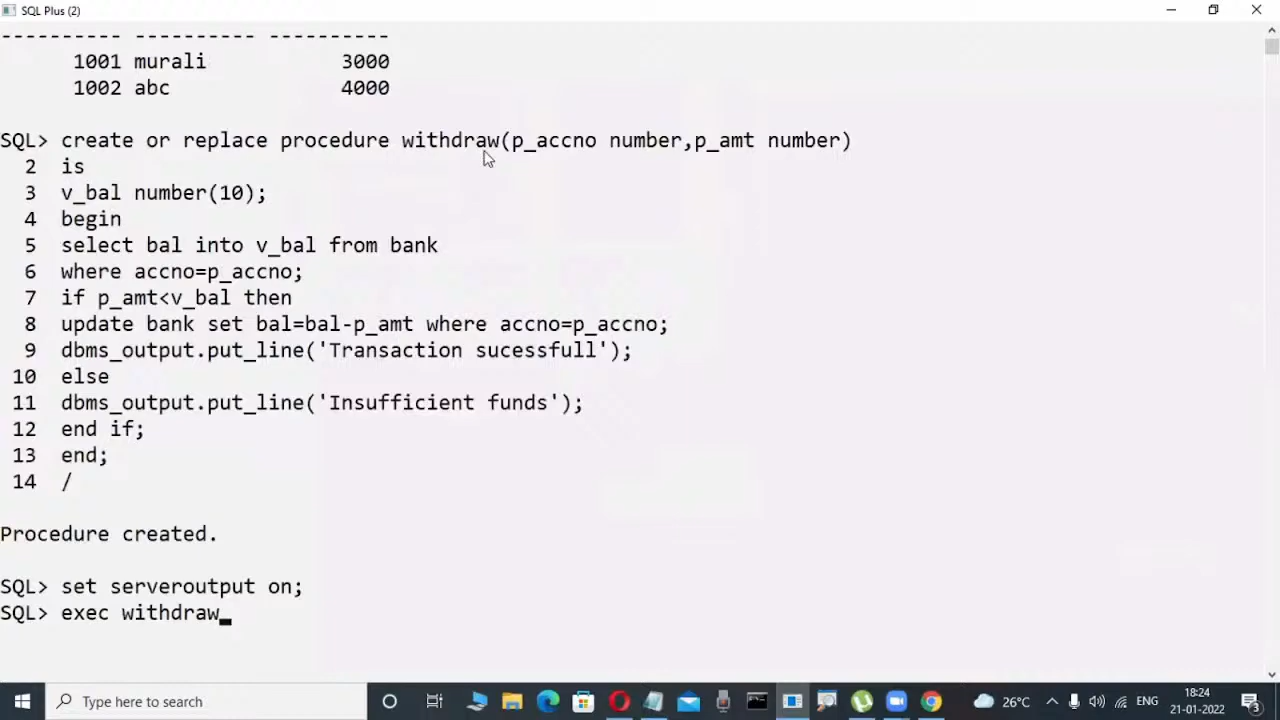 SQL Plus (2)
---------- ---------- ----------
1001 murali 3000
1002 abc 4000
SQL> create or replace procedure withdraw(p_accno number,p_amt number)
2 is
3 v_bal number(10);
4 begin
5 select bal into v_bal from bank
6 where accno=p_accno;
7 if p_amt<v_bal then
8 update bank set bal=bal-p_amt where accno=p_accno;
9 dbms_output.put_line('Transaction sucessfull');
10 else
11 dbms_output.put_line('Insufficient funds');
12 end if;
13 end;
14 /
Procedure created.
SQL> set serveroutput on;
SQL> exec withdraw_
Type here to search
26°C
ENG
18:24
21-01-2022
3